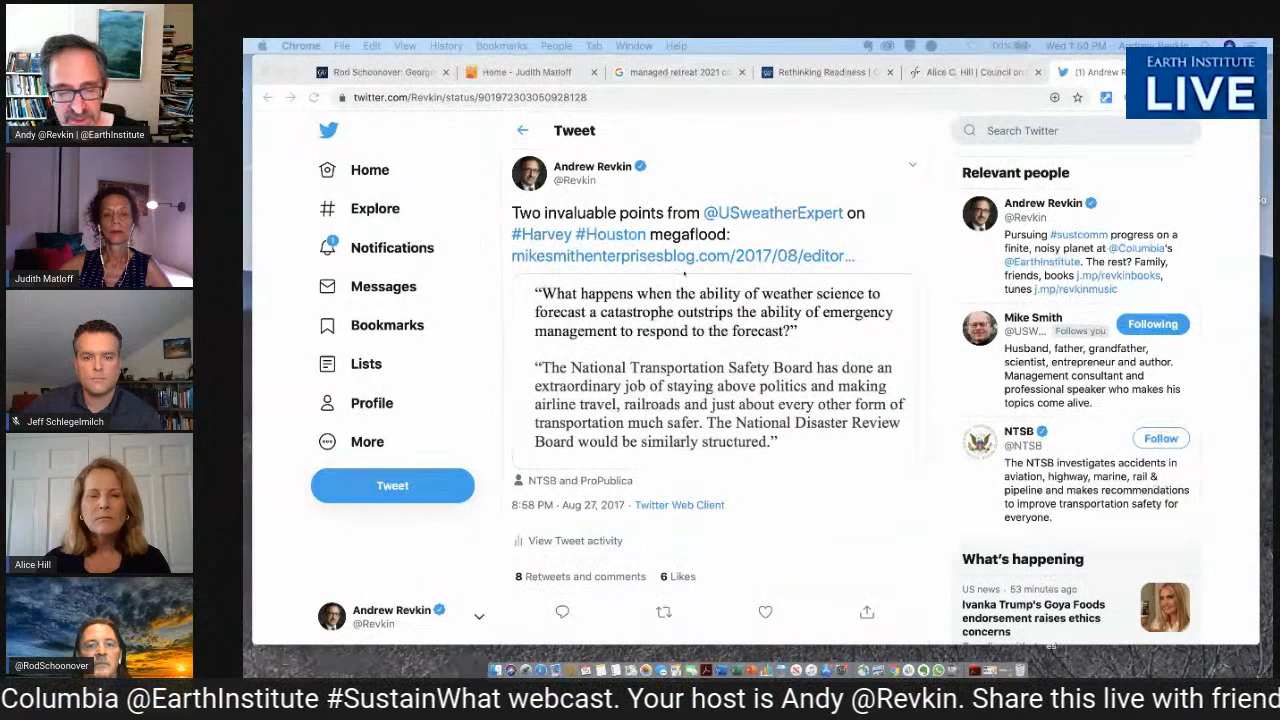 Chrome File Edit View History Bookmarks People Tab Window Help
100% Wed 1:50 PM Andrew Revkin
Rod Schoonover: George
Home - Judith Matloff
managed retreat 2021
Rethinking Readiness
Alice C. Hill | Council on
(1) Andrew R
twitter.com/Revkin/status/901972303050928128
EARTH INSTITUTE
LIVE
Andy @Revkin | @EarthInstitute
Judith Matloff
Jeff Schlegelmilch
Alice Hill
@RodSchoonover
Home
Explore
1
Notifications
Messages
Bookmarks
Lists
Profile
More
Tweet
Andrew Revkin
@Revkin
Tweet
Andrew Revkin
@Revkin
Two invaluable points from @USweatherExpert on
#Harvey #Houston megaflood:
mikesmithenterprisesblog.com/2017/08/editor...
“What happens when the ability of weather science to
forecast a catastrophe outstrips the ability of emergency
management to respond to the forecast?”
“The National Transportation Safety Board has done an
extraordinary job of staying above politics and making
airline travel, railroads and just about every other form of
transportation much safer. The National Disaster Review
Board would be similarly structured.”
NTSB and ProPublica
8:58 PM · Aug 27, 2017 · Twitter Web Client
View Tweet activity
8 Retweets and comments 6 Likes
Search Twitter
Relevant people
Andrew Revkin
@Revkin
Pursuing #sustcomm progress on
a finite, noisy planet at @Columbia's
@EarthInstitute. The rest? Family,
friends, books j.mp/revkinbooks,
tunes j.mp/revkinmusic
Mike Smith
@USW... Follows you
Following
Husband, father, grandfather,
scientist, entrepreneur and author.
Management consultant and
professional speaker who makes his
topics come alive.
NTSB
@NTSB
Follow
The NTSB investigates accidents in
aviation, highway, marine, rail &
pipeline and makes recommendations
to improve transportation safety for
everyone.
What's happening
US news · 53 minutes ago
Ivanka Trump's Goya Foods
endorsement raises ethics
concerns
Columbia @EarthInstitute #SustainWhat webcast. Your host is Andy @Revkin. Share this live with friend